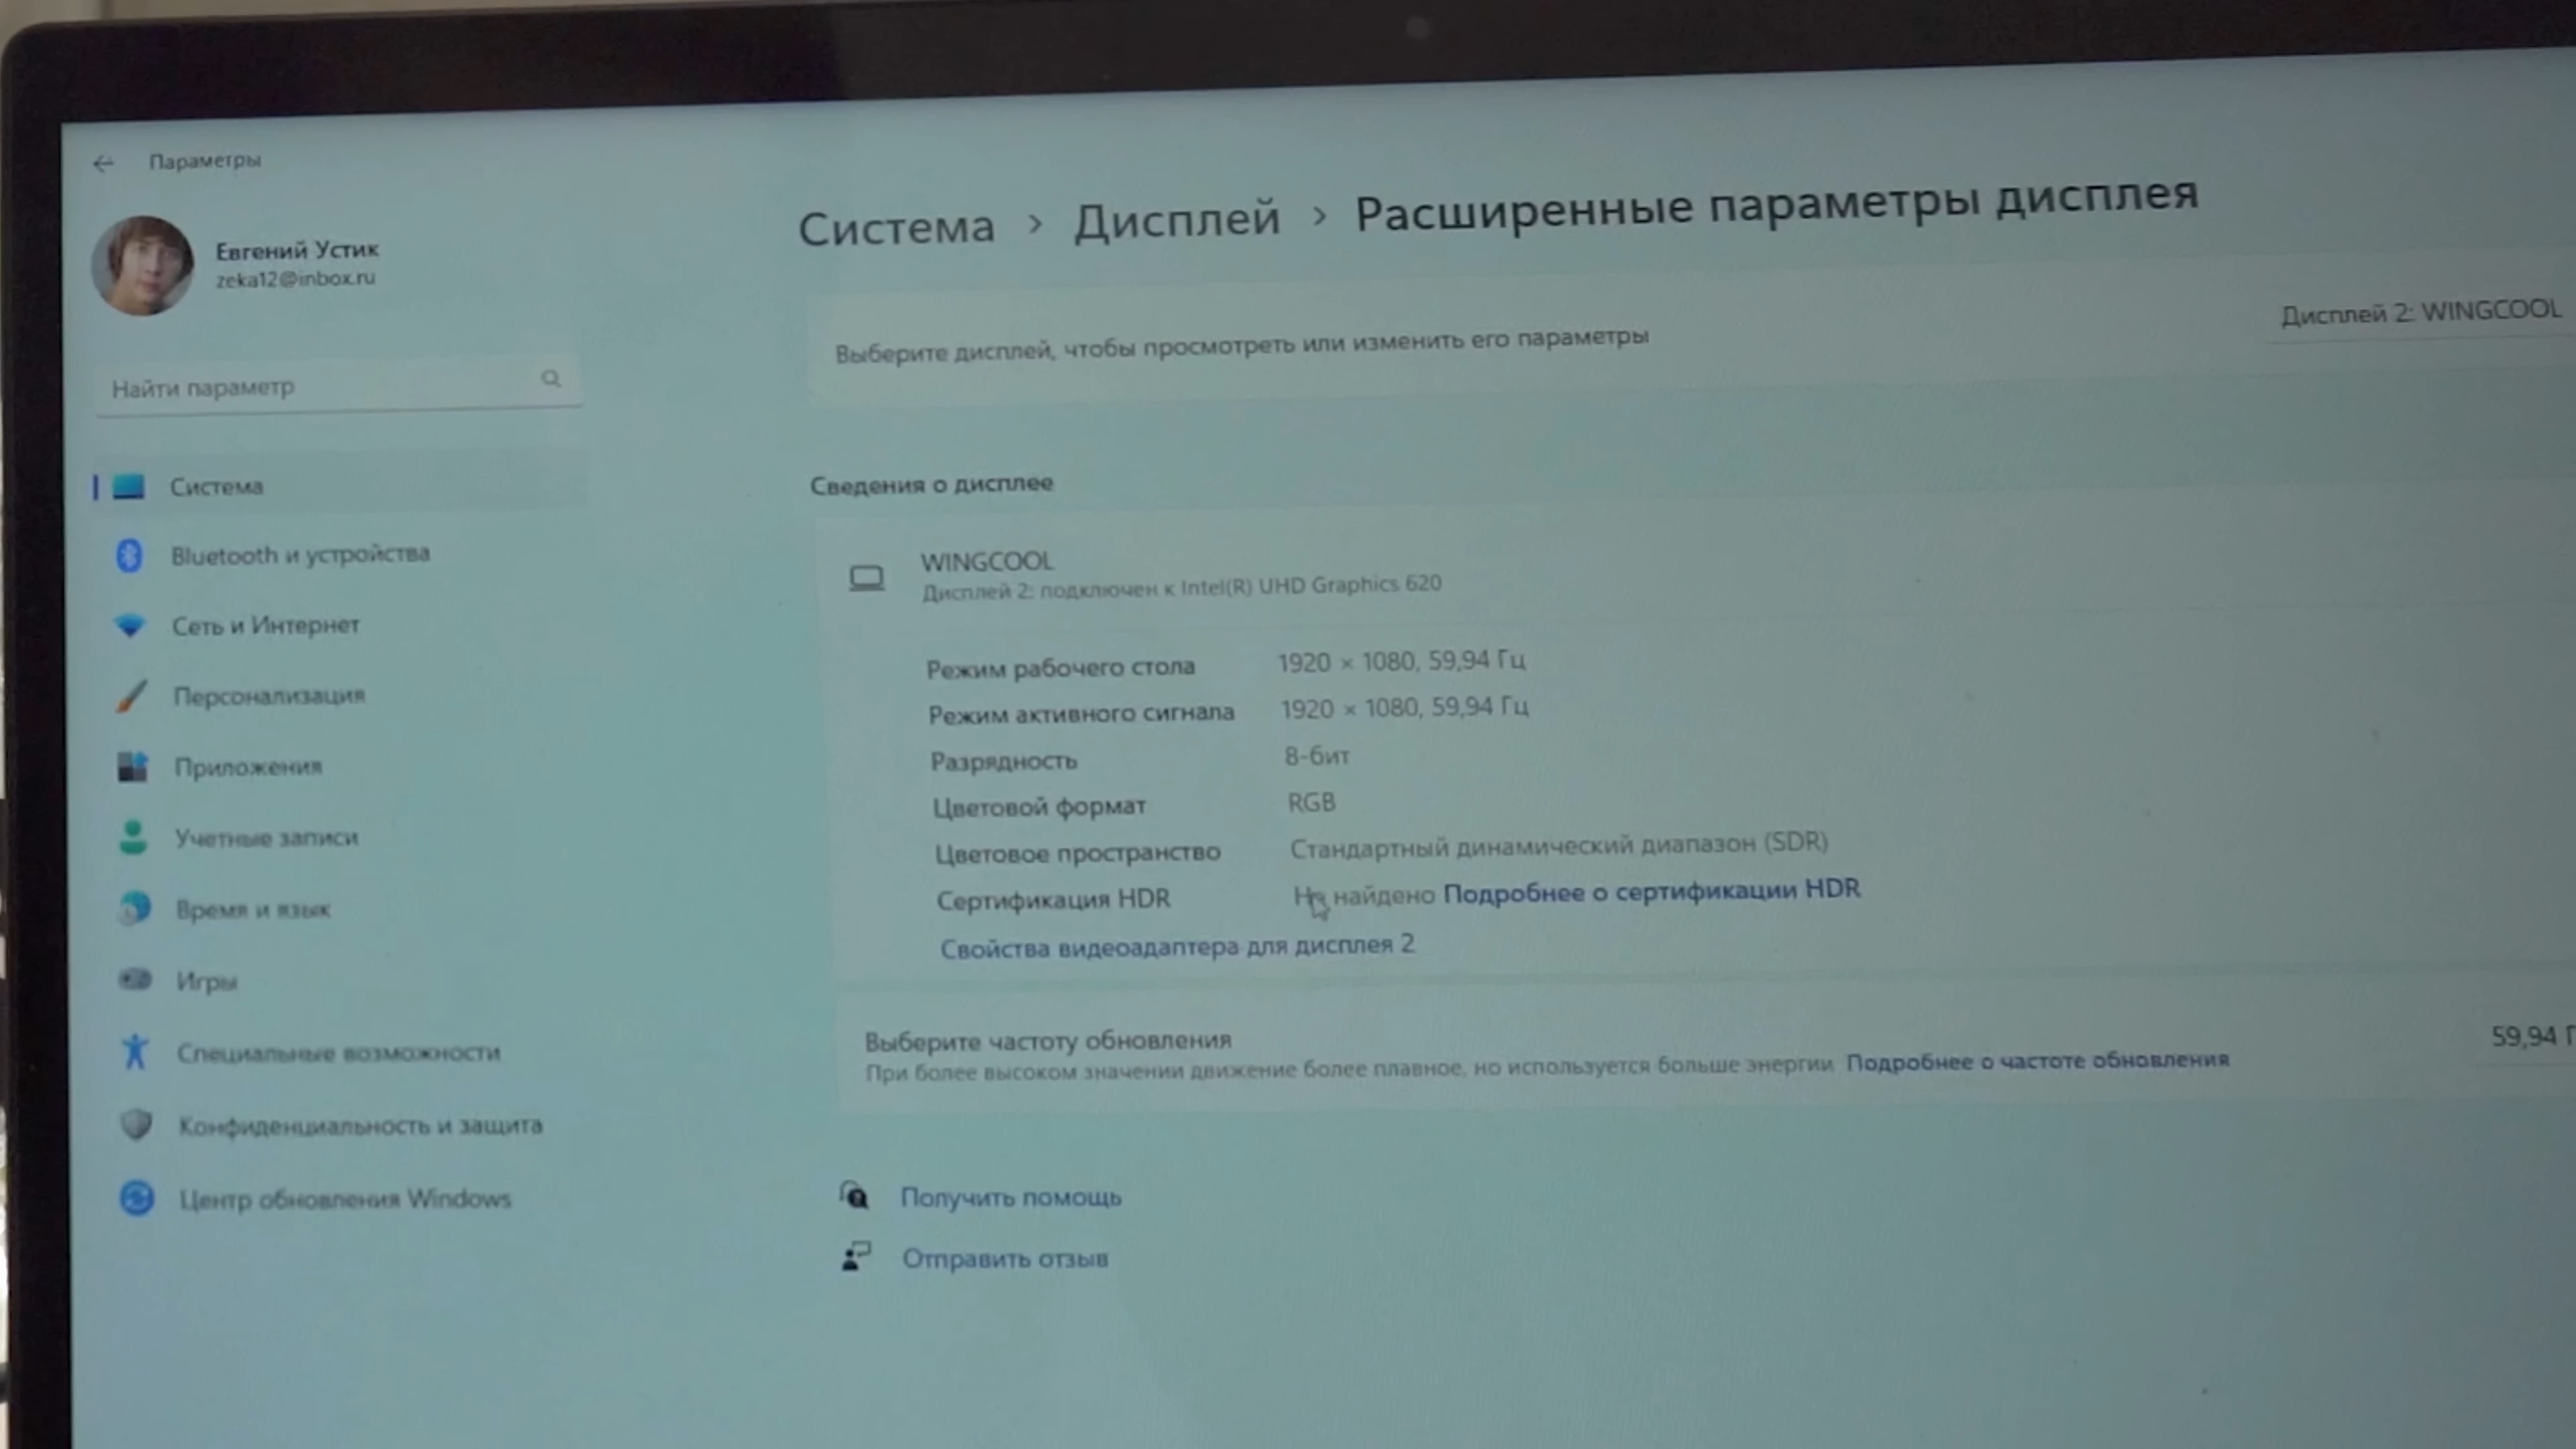 Параметры
Евгений Устик
zeka12@inbox.ru
Найти параметр
Система
Bluetooth и устройства
Сеть и Интернет
Персонализация
Приложения
Учетные записи
Время и язык
Игры
Специальные возможности
Конфиденциальность и защита
Центр обновления Windows
Система > Дисплей > Расширенные параметры дисплея
Выберите дисплей, чтобы просмотреть или изменить его параметры
Дисплей 2: WINGCOOL
Сведения о дисплее
WINGCOOL
Дисплей 2: подключен к Intel(R) UHD Graphics 620
Режим рабочего стола 1920 × 1080, 59,94 Гц
Режим активного сигнала 1920 × 1080, 59,94 Гц
Разрядность 8-бит
Цветовой формат RGB
Цветовое пространство Стандартный динамический диапазон (SDR)
Сертификация HDR Не найдено Подробнее о сертификации HDR
Свойства видеоадаптера для дисплея 2
Выберите частоту обновления
При более высоком значении движение более плавное, но используется больше энергии Подробнее о частоте обновления
59,94 Г
Получить помощь
Отправить отзыв